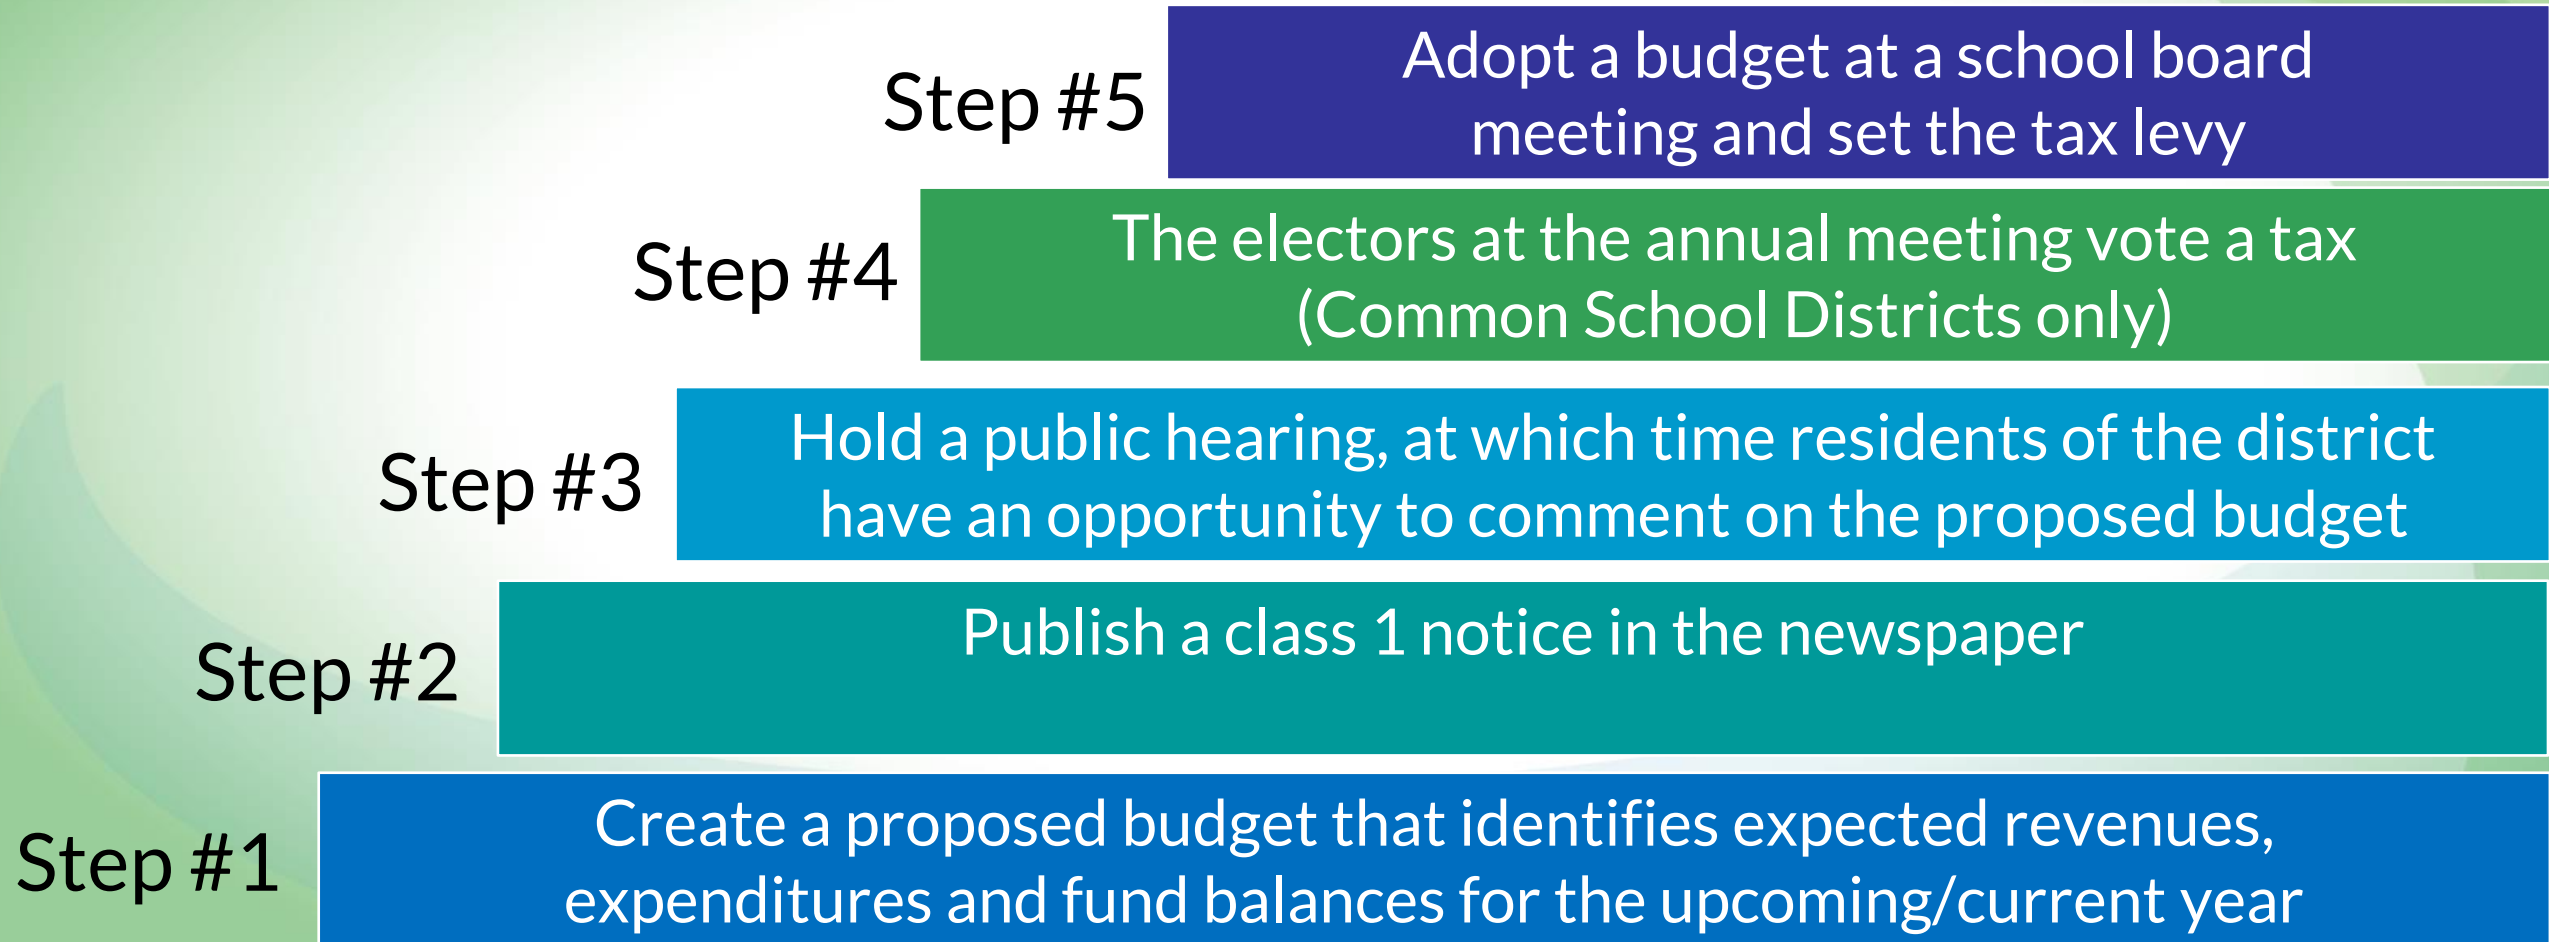 Step #5
Adopt a budget at a school board
meeting and set the tax levy
Step #4
The electors at the annual meeting vote a tax
(Common School Districts only)
Step #3
Hold a public hearing, at which time residents of the district
have an opportunity to comment on the proposed budget
Step #2
Publish a class 1 notice in the newspaper
Step #1
Create a proposed budget that identifies expected revenues,
expenditures and fund balances for the upcoming/current year